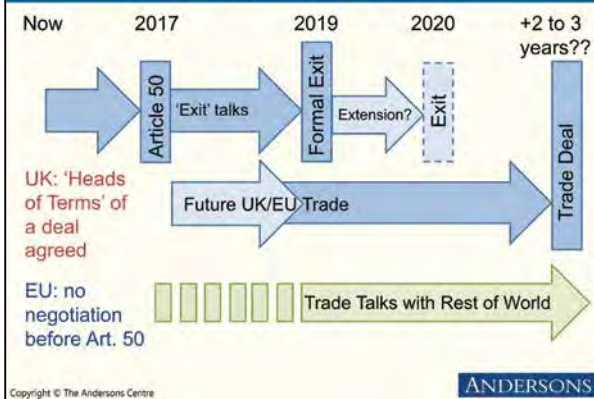 Now
2017
2019
2020
+2 to 3
years??
Article 50
'Exit' talks
Formal Exit
Extension?
Exit
Trade Deal
UK: 'Heads
of Terms' of
a deal
agreed
Future UK/EU Trade
EU: no
negotiation
before Art. 50
Trade Talks with Rest of World
Copyright © The Andersons Centre
ANDERSONS